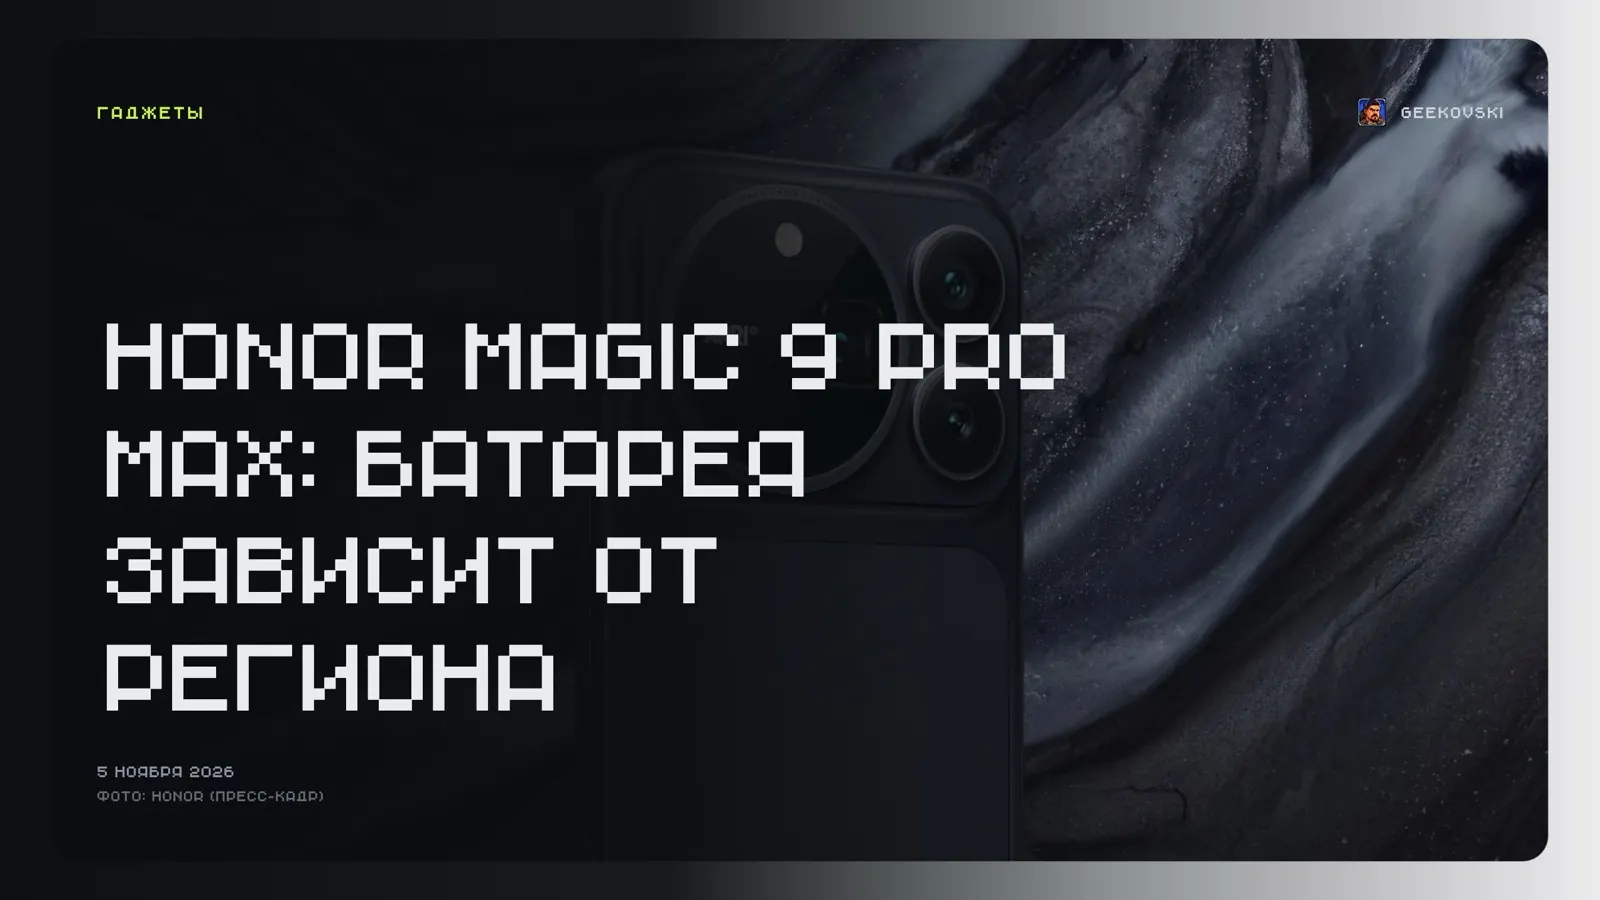 ГАДЖЕТЫ
GEEKOVSKI
HONOR MAGIC 9 PRO
MAX: БАТАРЕЯ
ЗАВИСИТ ОТ
РЕГИОНА
5 НОЯБРЯ 2026
ФОТО: HONOR (ПРЕСС-КАДР)